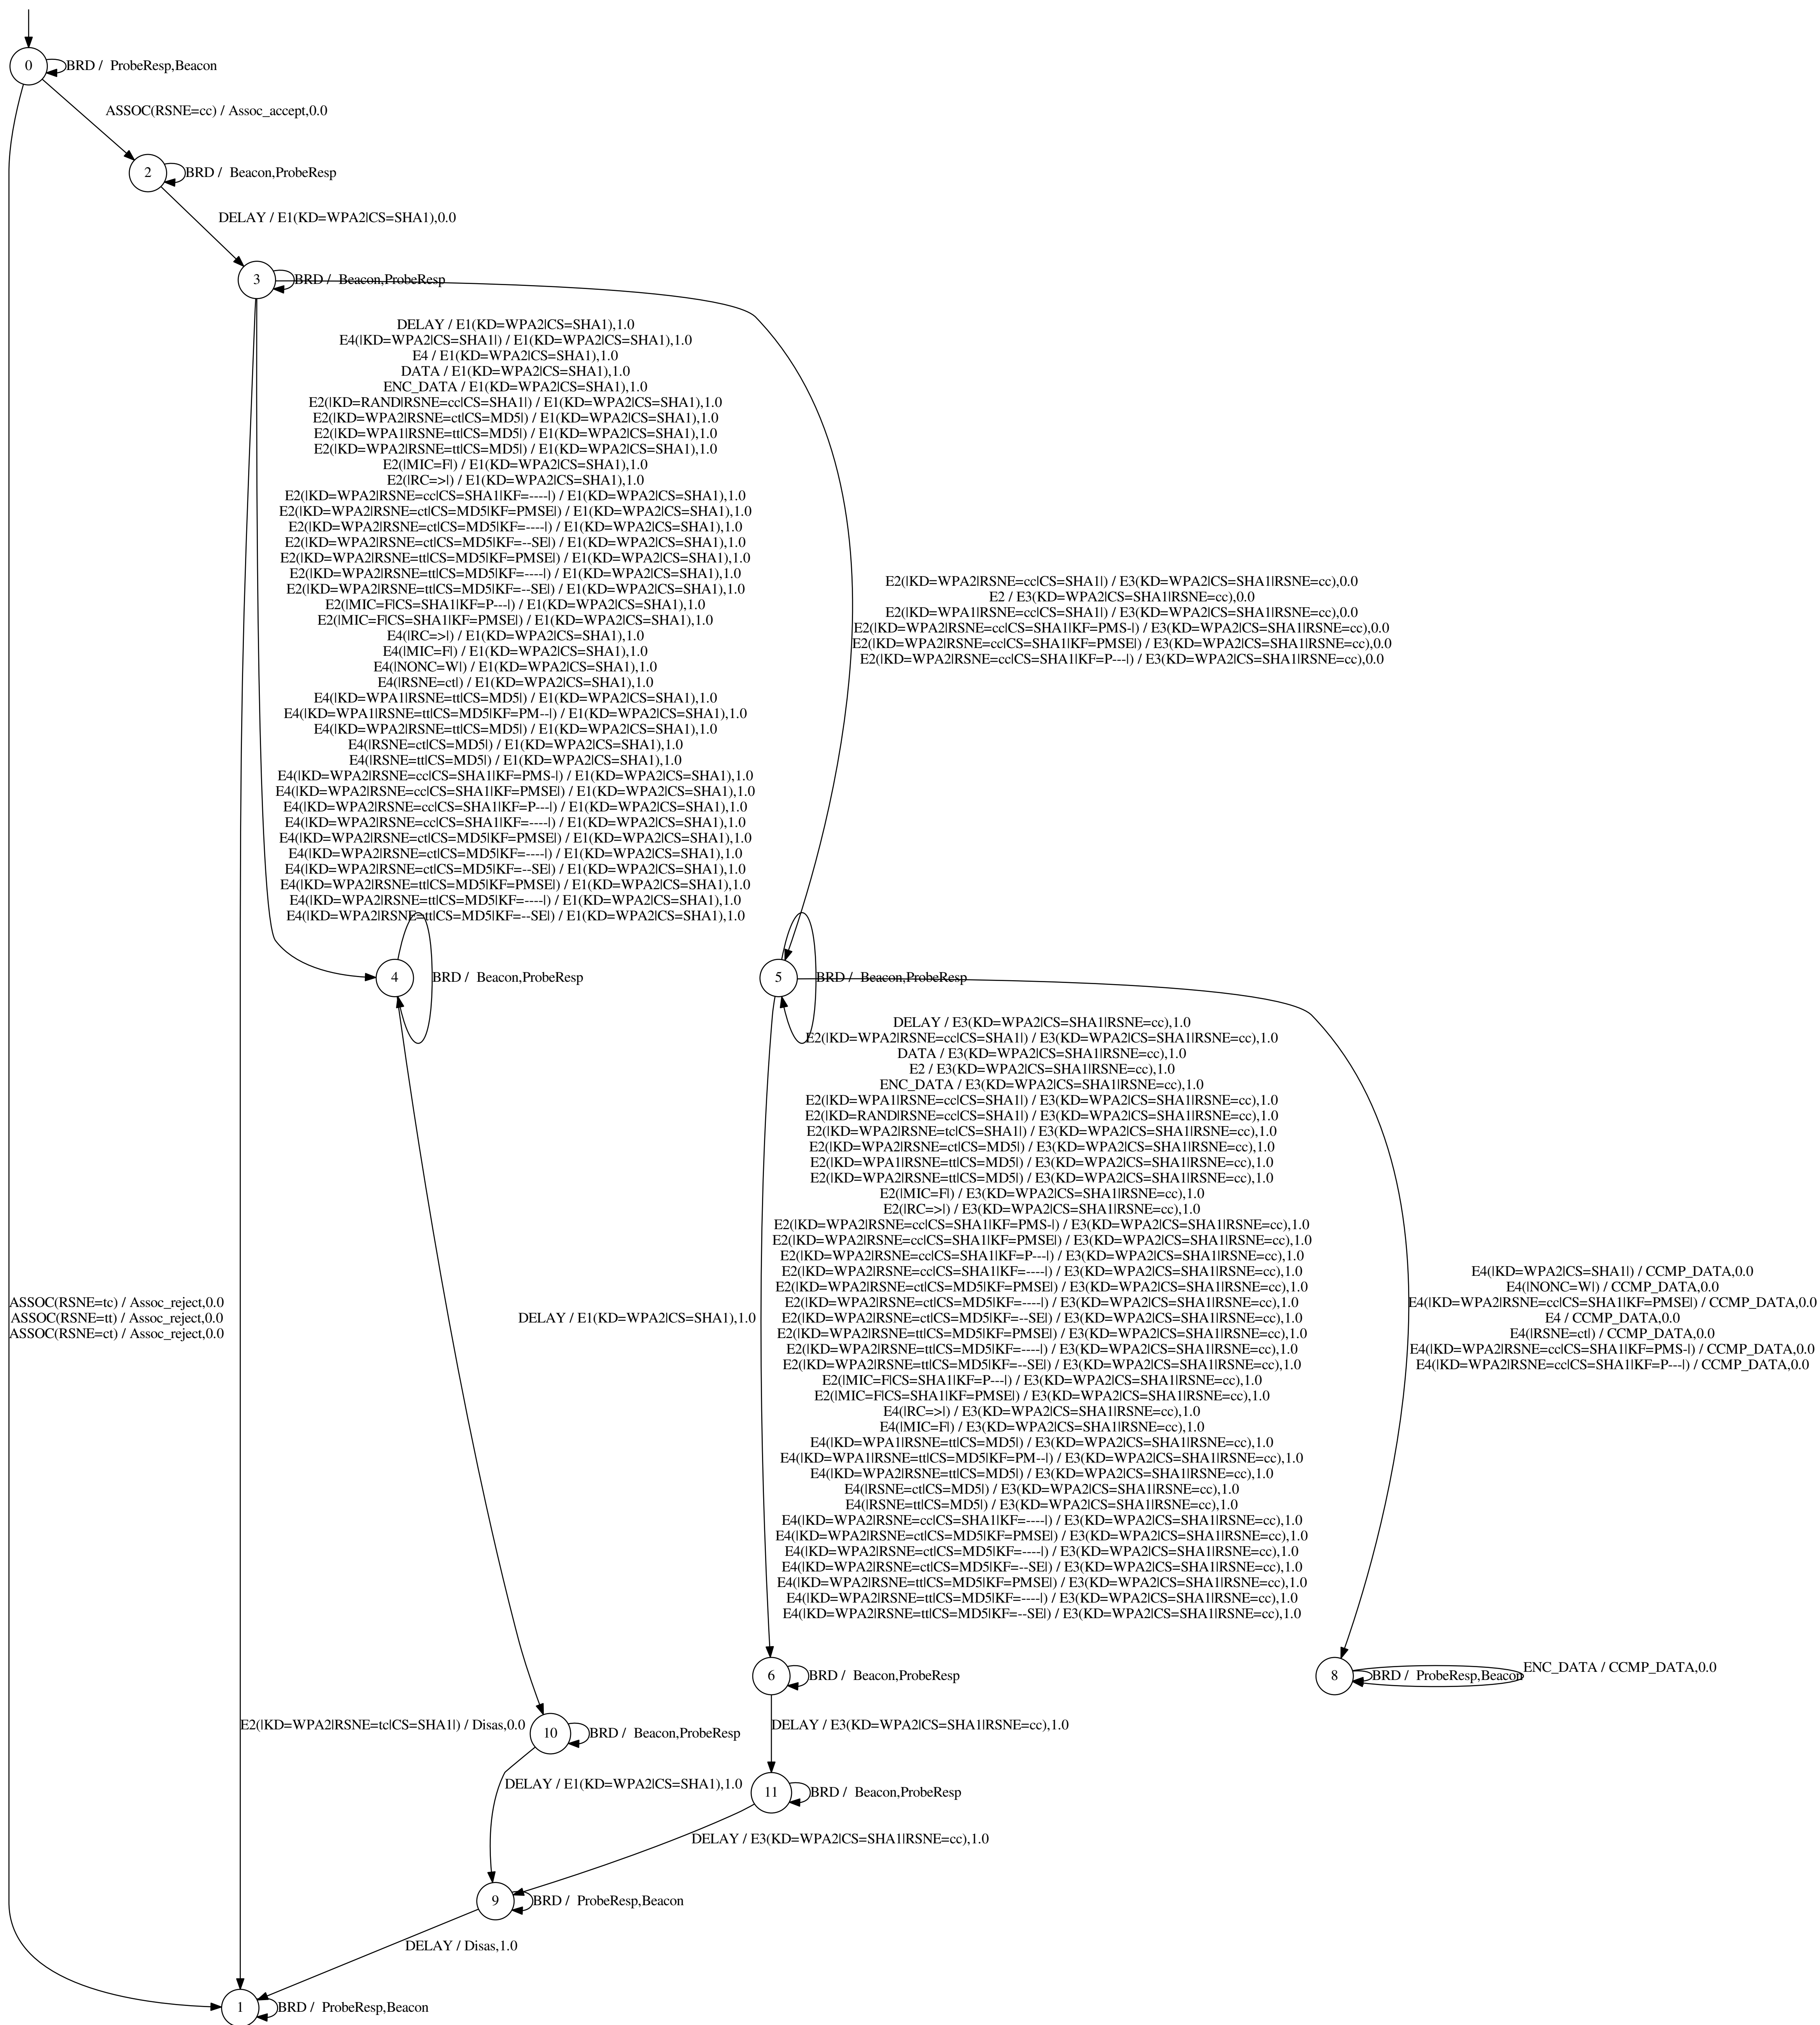 0
BRD /  ProbeResp,Beacon
ASSOC(RSNE=cc) / Assoc_accept,0.0
2
BRD /  Beacon,ProbeResp
DELAY / E1(KD=WPA2|CS=SHA1),0.0
3
BRD /  Beacon,ProbeResp
DELAY / E1(KD=WPA2|CS=SHA1),1.0
E4(|KD=WPA2|CS=SHA1|) / E1(KD=WPA2|CS=SHA1),1.0
E4 / E1(KD=WPA2|CS=SHA1),1.0
DATA / E1(KD=WPA2|CS=SHA1),1.0
ENC_DATA / E1(KD=WPA2|CS=SHA1),1.0
E2(|KD=RAND|RSNE=cc|CS=SHA1|) / E1(KD=WPA2|CS=SHA1),1.0
E2(|KD=WPA2|RSNE=ct|CS=MD5|) / E1(KD=WPA2|CS=SHA1),1.0
E2(|KD=WPA1|RSNE=tt|CS=MD5|) / E1(KD=WPA2|CS=SHA1),1.0
E2(|KD=WPA2|RSNE=tt|CS=MD5|) / E1(KD=WPA2|CS=SHA1),1.0
E2(|MIC=F|) / E1(KD=WPA2|CS=SHA1),1.0
E2(|RC=>|) / E1(KD=WPA2|CS=SHA1),1.0
E2(|KD=WPA2|RSNE=cc|CS=SHA1|KF=----|) / E1(KD=WPA2|CS=SHA1),1.0
E2(|KD=WPA2|RSNE=ct|CS=MD5|KF=PMSE|) / E1(KD=WPA2|CS=SHA1),1.0
E2(|KD=WPA2|RSNE=ct|CS=MD5|KF=----|) / E1(KD=WPA2|CS=SHA1),1.0
E2(|KD=WPA2|RSNE=ct|CS=MD5|KF=--SE|) / E1(KD=WPA2|CS=SHA1),1.0
E2(|KD=WPA2|RSNE=tt|CS=MD5|KF=PMSE|) / E1(KD=WPA2|CS=SHA1),1.0
E2(|KD=WPA2|RSNE=tt|CS=MD5|KF=----|) / E1(KD=WPA2|CS=SHA1),1.0
E2(|KD=WPA2|RSNE=tt|CS=MD5|KF=--SE|) / E1(KD=WPA2|CS=SHA1),1.0
E2(|MIC=F|CS=SHA1|KF=P---|) / E1(KD=WPA2|CS=SHA1),1.0
E2(|MIC=F|CS=SHA1|KF=PMSE|) / E1(KD=WPA2|CS=SHA1),1.0
E4(|RC=>|) / E1(KD=WPA2|CS=SHA1),1.0
E4(|MIC=F|) / E1(KD=WPA2|CS=SHA1),1.0
E4(|NONC=W|) / E1(KD=WPA2|CS=SHA1),1.0
E4(|RSNE=ct|) / E1(KD=WPA2|CS=SHA1),1.0
E4(|KD=WPA1|RSNE=tt|CS=MD5|) / E1(KD=WPA2|CS=SHA1),1.0
E4(|KD=WPA1|RSNE=tt|CS=MD5|KF=PM--|) / E1(KD=WPA2|CS=SHA1),1.0
E4(|KD=WPA2|RSNE=tt|CS=MD5|) / E1(KD=WPA2|CS=SHA1),1.0
E4(|RSNE=ct|CS=MD5|) / E1(KD=WPA2|CS=SHA1),1.0
E4(|RSNE=tt|CS=MD5|) / E1(KD=WPA2|CS=SHA1),1.0
E4(|KD=WPA2|RSNE=cc|CS=SHA1|KF=PMS-|) / E1(KD=WPA2|CS=SHA1),1.0
E4(|KD=WPA2|RSNE=cc|CS=SHA1|KF=PMSE|) / E1(KD=WPA2|CS=SHA1),1.0
E4(|KD=WPA2|RSNE=cc|CS=SHA1|KF=P---|) / E1(KD=WPA2|CS=SHA1),1.0
E4(|KD=WPA2|RSNE=cc|CS=SHA1|KF=----|) / E1(KD=WPA2|CS=SHA1),1.0
E4(|KD=WPA2|RSNE=ct|CS=MD5|KF=PMSE|) / E1(KD=WPA2|CS=SHA1),1.0
E4(|KD=WPA2|RSNE=ct|CS=MD5|KF=----|) / E1(KD=WPA2|CS=SHA1),1.0
E4(|KD=WPA2|RSNE=ct|CS=MD5|KF=--SE|) / E1(KD=WPA2|CS=SHA1),1.0
E4(|KD=WPA2|RSNE=tt|CS=MD5|KF=PMSE|) / E1(KD=WPA2|CS=SHA1),1.0
E4(|KD=WPA2|RSNE=tt|CS=MD5|KF=----|) / E1(KD=WPA2|CS=SHA1),1.0
E4(|KD=WPA2|RSNE=tt|CS=MD5|KF=--SE|) / E1(KD=WPA2|CS=SHA1),1.0
E2(|KD=WPA2|RSNE=cc|CS=SHA1|) / E3(KD=WPA2|CS=SHA1|RSNE=cc),0.0
E2 / E3(KD=WPA2|CS=SHA1|RSNE=cc),0.0
E2(|KD=WPA1|RSNE=cc|CS=SHA1|) / E3(KD=WPA2|CS=SHA1|RSNE=cc),0.0
E2(|KD=WPA2|RSNE=cc|CS=SHA1|KF=PMS-|) / E3(KD=WPA2|CS=SHA1|RSNE=cc),0.0
E2(|KD=WPA2|RSNE=cc|CS=SHA1|KF=PMSE|) / E3(KD=WPA2|CS=SHA1|RSNE=cc),0.0
E2(|KD=WPA2|RSNE=cc|CS=SHA1|KF=P---|) / E3(KD=WPA2|CS=SHA1|RSNE=cc),0.0
4
BRD /  Beacon,ProbeResp
5
BRD /  Beacon,ProbeResp
DELAY / E3(KD=WPA2|CS=SHA1|RSNE=cc),1.0
E2(|KD=WPA2|RSNE=cc|CS=SHA1|) / E3(KD=WPA2|CS=SHA1|RSNE=cc),1.0
DATA / E3(KD=WPA2|CS=SHA1|RSNE=cc),1.0
E2 / E3(KD=WPA2|CS=SHA1|RSNE=cc),1.0
ENC_DATA / E3(KD=WPA2|CS=SHA1|RSNE=cc),1.0
E2(|KD=WPA1|RSNE=cc|CS=SHA1|) / E3(KD=WPA2|CS=SHA1|RSNE=cc),1.0
E2(|KD=RAND|RSNE=cc|CS=SHA1|) / E3(KD=WPA2|CS=SHA1|RSNE=cc),1.0
E2(|KD=WPA2|RSNE=tc|CS=SHA1|) / E3(KD=WPA2|CS=SHA1|RSNE=cc),1.0
E2(|KD=WPA2|RSNE=ct|CS=MD5|) / E3(KD=WPA2|CS=SHA1|RSNE=cc),1.0
E2(|KD=WPA1|RSNE=tt|CS=MD5|) / E3(KD=WPA2|CS=SHA1|RSNE=cc),1.0
E2(|KD=WPA2|RSNE=tt|CS=MD5|) / E3(KD=WPA2|CS=SHA1|RSNE=cc),1.0
E2(|MIC=F|) / E3(KD=WPA2|CS=SHA1|RSNE=cc),1.0
E2(|RC=>|) / E3(KD=WPA2|CS=SHA1|RSNE=cc),1.0
E2(|KD=WPA2|RSNE=cc|CS=SHA1|KF=PMS-|) / E3(KD=WPA2|CS=SHA1|RSNE=cc),1.0
E2(|KD=WPA2|RSNE=cc|CS=SHA1|KF=PMSE|) / E3(KD=WPA2|CS=SHA1|RSNE=cc),1.0
E2(|KD=WPA2|RSNE=cc|CS=SHA1|KF=P---|) / E3(KD=WPA2|CS=SHA1|RSNE=cc),1.0
E2(|KD=WPA2|RSNE=cc|CS=SHA1|KF=----|) / E3(KD=WPA2|CS=SHA1|RSNE=cc),1.0
E2(|KD=WPA2|RSNE=ct|CS=MD5|KF=PMSE|) / E3(KD=WPA2|CS=SHA1|RSNE=cc),1.0
E2(|KD=WPA2|RSNE=ct|CS=MD5|KF=----|) / E3(KD=WPA2|CS=SHA1|RSNE=cc),1.0
E2(|KD=WPA2|RSNE=ct|CS=MD5|KF=--SE|) / E3(KD=WPA2|CS=SHA1|RSNE=cc),1.0
E2(|KD=WPA2|RSNE=tt|CS=MD5|KF=PMSE|) / E3(KD=WPA2|CS=SHA1|RSNE=cc),1.0
E2(|KD=WPA2|RSNE=tt|CS=MD5|KF=----|) / E3(KD=WPA2|CS=SHA1|RSNE=cc),1.0
E2(|KD=WPA2|RSNE=tt|CS=MD5|KF=--SE|) / E3(KD=WPA2|CS=SHA1|RSNE=cc),1.0
E2(|MIC=F|CS=SHA1|KF=P---|) / E3(KD=WPA2|CS=SHA1|RSNE=cc),1.0
E2(|MIC=F|CS=SHA1|KF=PMSE|) / E3(KD=WPA2|CS=SHA1|RSNE=cc),1.0
E4(|RC=>|) / E3(KD=WPA2|CS=SHA1|RSNE=cc),1.0
E4(|MIC=F|) / E3(KD=WPA2|CS=SHA1|RSNE=cc),1.0
E4(|KD=WPA1|RSNE=tt|CS=MD5|) / E3(KD=WPA2|CS=SHA1|RSNE=cc),1.0
E4(|KD=WPA1|RSNE=tt|CS=MD5|KF=PM--|) / E3(KD=WPA2|CS=SHA1|RSNE=cc),1.0
E4(|KD=WPA2|RSNE=tt|CS=MD5|) / E3(KD=WPA2|CS=SHA1|RSNE=cc),1.0
E4(|RSNE=ct|CS=MD5|) / E3(KD=WPA2|CS=SHA1|RSNE=cc),1.0
E4(|RSNE=tt|CS=MD5|) / E3(KD=WPA2|CS=SHA1|RSNE=cc),1.0
E4(|KD=WPA2|RSNE=cc|CS=SHA1|KF=----|) / E3(KD=WPA2|CS=SHA1|RSNE=cc),1.0
E4(|KD=WPA2|RSNE=ct|CS=MD5|KF=PMSE|) / E3(KD=WPA2|CS=SHA1|RSNE=cc),1.0
E4(|KD=WPA2|RSNE=ct|CS=MD5|KF=----|) / E3(KD=WPA2|CS=SHA1|RSNE=cc),1.0
E4(|KD=WPA2|RSNE=ct|CS=MD5|KF=--SE|) / E3(KD=WPA2|CS=SHA1|RSNE=cc),1.0
E4(|KD=WPA2|RSNE=tt|CS=MD5|KF=PMSE|) / E3(KD=WPA2|CS=SHA1|RSNE=cc),1.0
E4(|KD=WPA2|RSNE=tt|CS=MD5|KF=----|) / E3(KD=WPA2|CS=SHA1|RSNE=cc),1.0
E4(|KD=WPA2|RSNE=tt|CS=MD5|KF=--SE|) / E3(KD=WPA2|CS=SHA1|RSNE=cc),1.0
E4(|KD=WPA2|CS=SHA1|) / CCMP_DATA,0.0
E4(|NONC=W|) / CCMP_DATA,0.0
E4(|KD=WPA2|RSNE=cc|CS=SHA1|KF=PMSE|) / CCMP_DATA,0.0
E4 / CCMP_DATA,0.0
E4(|RSNE=ct|) / CCMP_DATA,0.0
E4(|KD=WPA2|RSNE=cc|CS=SHA1|KF=PMS-|) / CCMP_DATA,0.0
E4(|KD=WPA2|RSNE=cc|CS=SHA1|KF=P---|) / CCMP_DATA,0.0
ASSOC(RSNE=tc) / Assoc_reject,0.0
ASSOC(RSNE=tt) / Assoc_reject,0.0
ASSOC(RSNE=ct) / Assoc_reject,0.0
DELAY / E1(KD=WPA2|CS=SHA1),1.0
6
BRD /  Beacon,ProbeResp
8
BRD /  ProbeResp,Beacon
ENC_DATA / CCMP_DATA,0.0
E2(|KD=WPA2|RSNE=tc|CS=SHA1|) / Disas,0.0
10
BRD /  Beacon,ProbeResp
DELAY / E3(KD=WPA2|CS=SHA1|RSNE=cc),1.0
DELAY / E1(KD=WPA2|CS=SHA1),1.0
11
BRD /  Beacon,ProbeResp
DELAY / E3(KD=WPA2|CS=SHA1|RSNE=cc),1.0
9
BRD /  ProbeResp,Beacon
DELAY / Disas,1.0
1
BRD /  ProbeResp,Beacon